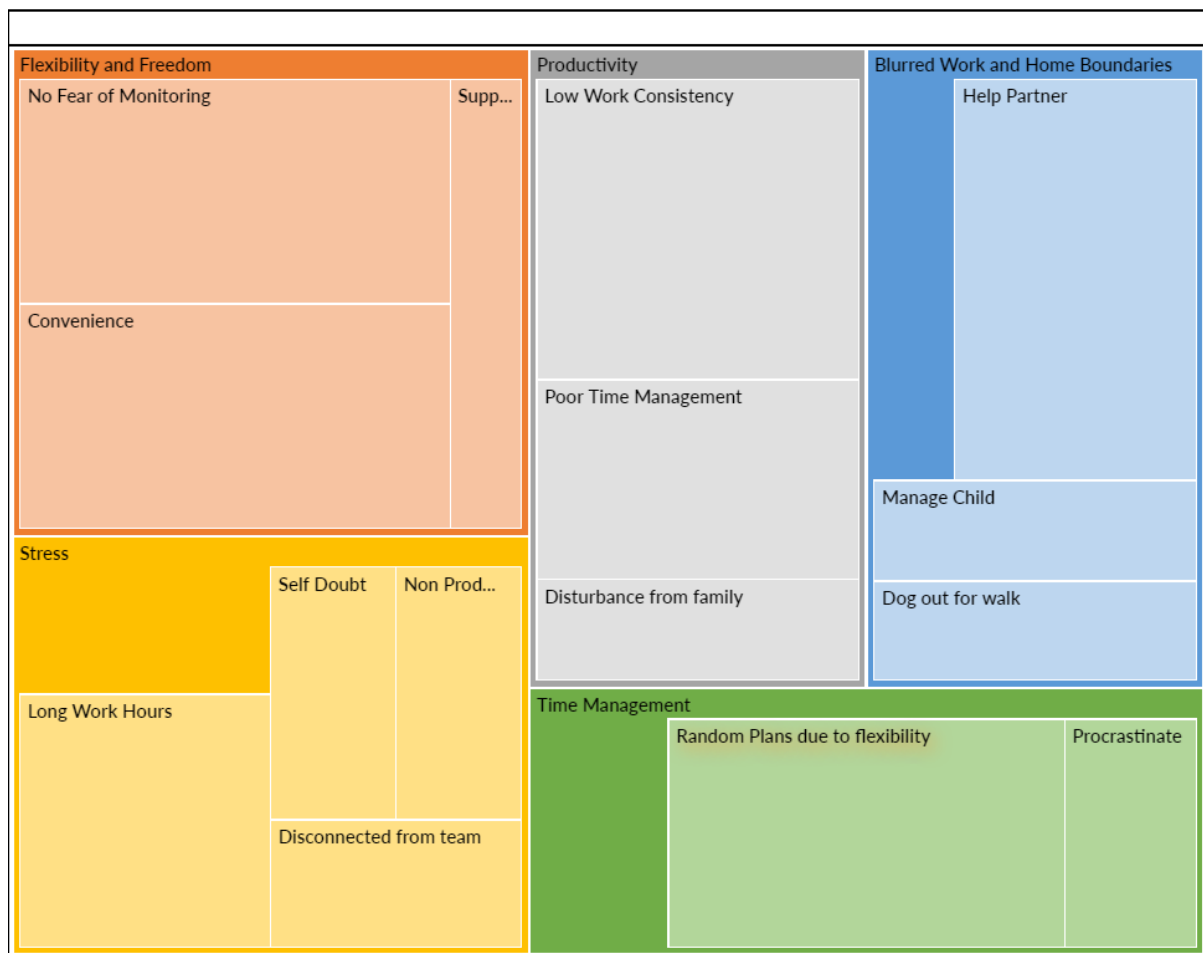 Flexibility and Freedom
No Fear of Monitoring
Supp...
Convenience
Stress
Self Doubt
Non Prod...
Long Work Hours
Disconnected from team
Productivity
Low Work Consistency
Poor Time Management
Disturbance from family
Blurred Work and Home Boundaries
Help Partner
Manage Child
Dog out for walk
Time Management
Random Plans due to flexibility
Procrastinate